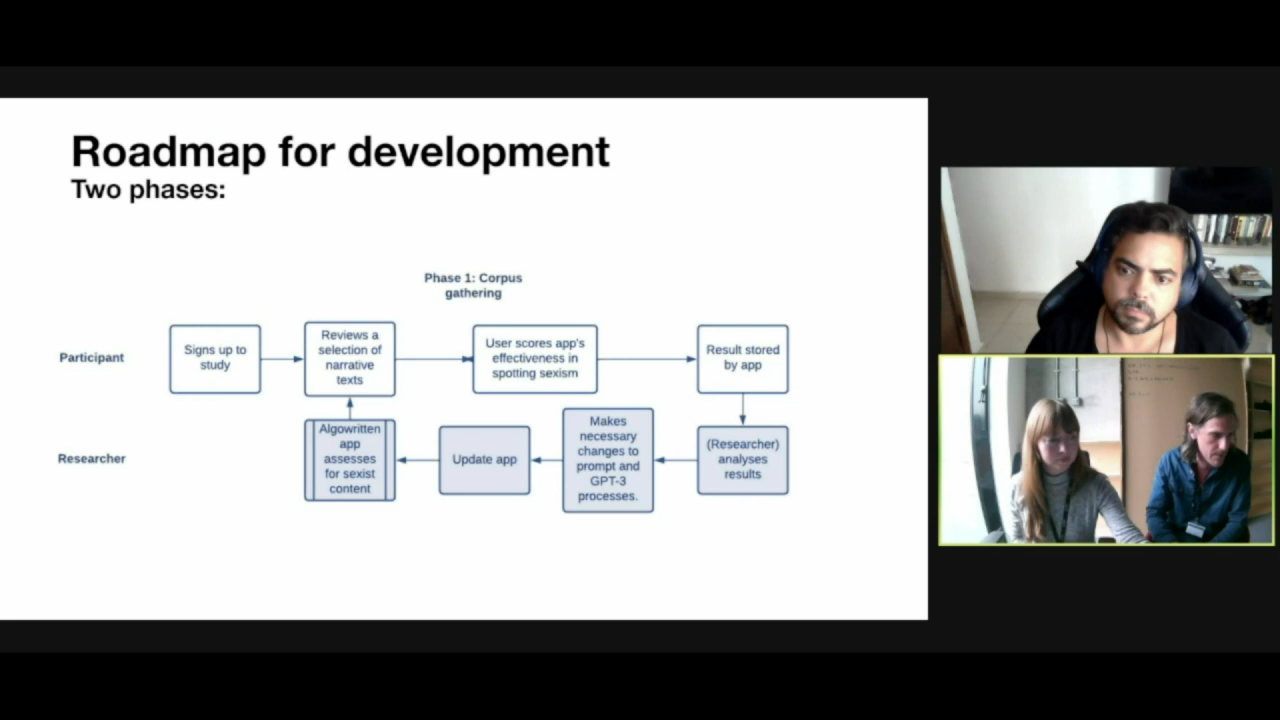 Roadmap for development
Two phases:
Phase 1: Corpus
gathering
Participant
Signs up to
study
Reviews a
selection of
narrative
texts
User scores app's
effectiveness in
spotting sexism
Result stored
by app
Researcher
Algowritten
app
assesses
for sexist
content
Update app
Makes
necessary
changes to
prompt and
GPT-3
processes.
(Researcher)
analyses
results